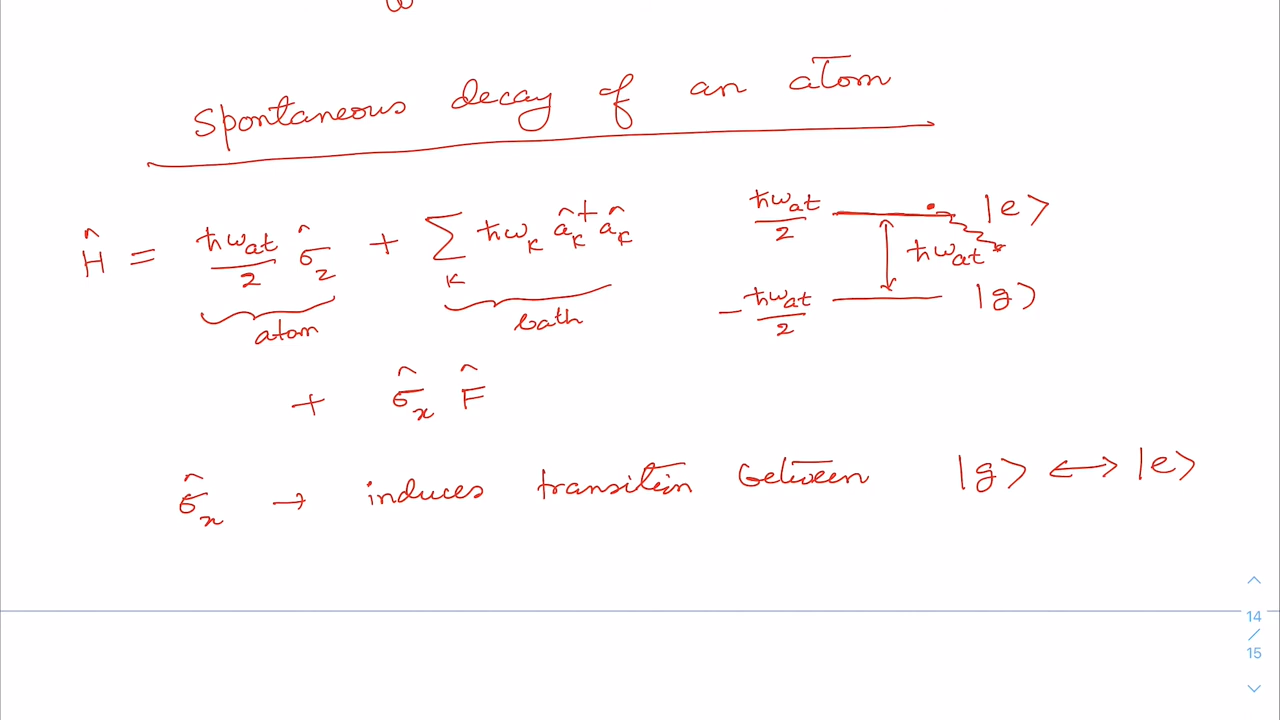 ω
Spontaneous decay of an atom
Ĥ = ħω_at/2 σ̂_z + Σ_k ħω_k â_k† â_k
atom bath
ħω_at/2 |e⟩
ħω_at
-ħω_at/2 |g⟩
+ σ̂_x F̂
σ̂_x → induces transition between |g⟩ ⟷ |e⟩
14
/
15